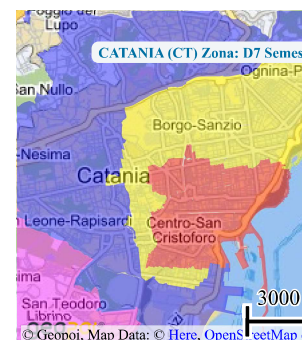 Poggio del
Lupo
CATANIA (CT) Zona: D7 Semes
Ognina-P
San Nullo
Borgo-Sanzio
-Nesima
Catania
Leone-Rapisardi
Centro-San
Cristoforo
San Teodoro
Librino
3000
© Geopoi, Map Data: © Here, OpenStreetMap